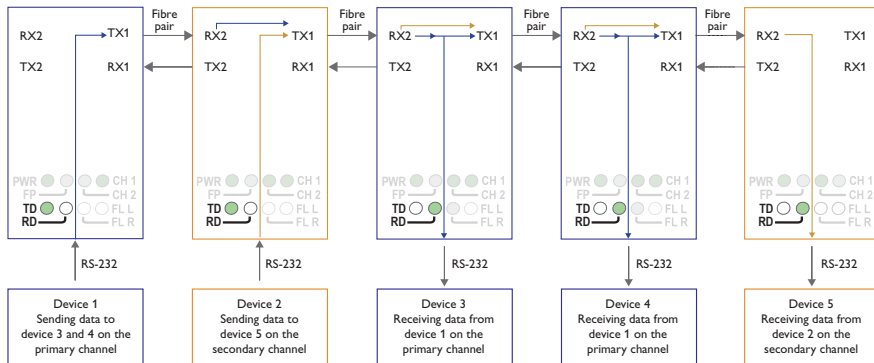 Fibre pair
Fibre pair
Fibre pair
Fibre pair
RX2 TX1
TX2 RX1
RX2 TX1
TX2 RX1
RX2 TX1
TX2 RX1
RX2 TX1
TX2 RX1
RX2 TX1
TX2 RX1
PWR CH 1
FP CH 2
TD FL L
RD FL R
PWR CH 1
FP CH 2
TD FL L
RD FL R
PWR CH 1
FP CH 2
TD FL L
RD FL R
PWR CH 1
FP CH 2
TD FL L
RD FL R
PWR CH 1
FP CH 2
TD FL L
RD FL R
RS-232
RS-232
RS-232
RS-232
RS-232
Device 1
Sending data to
device 3 and 4 on the
primary channel
Device 2
Sending data to
device 5 on the
secondary channel
Device 3
Receiving data from
device 1 on the
primary channel
Device 4
Receiving data from
device 1 on the
primary channel
Device 5
Receiving data from
device 2 on the
secondary channel